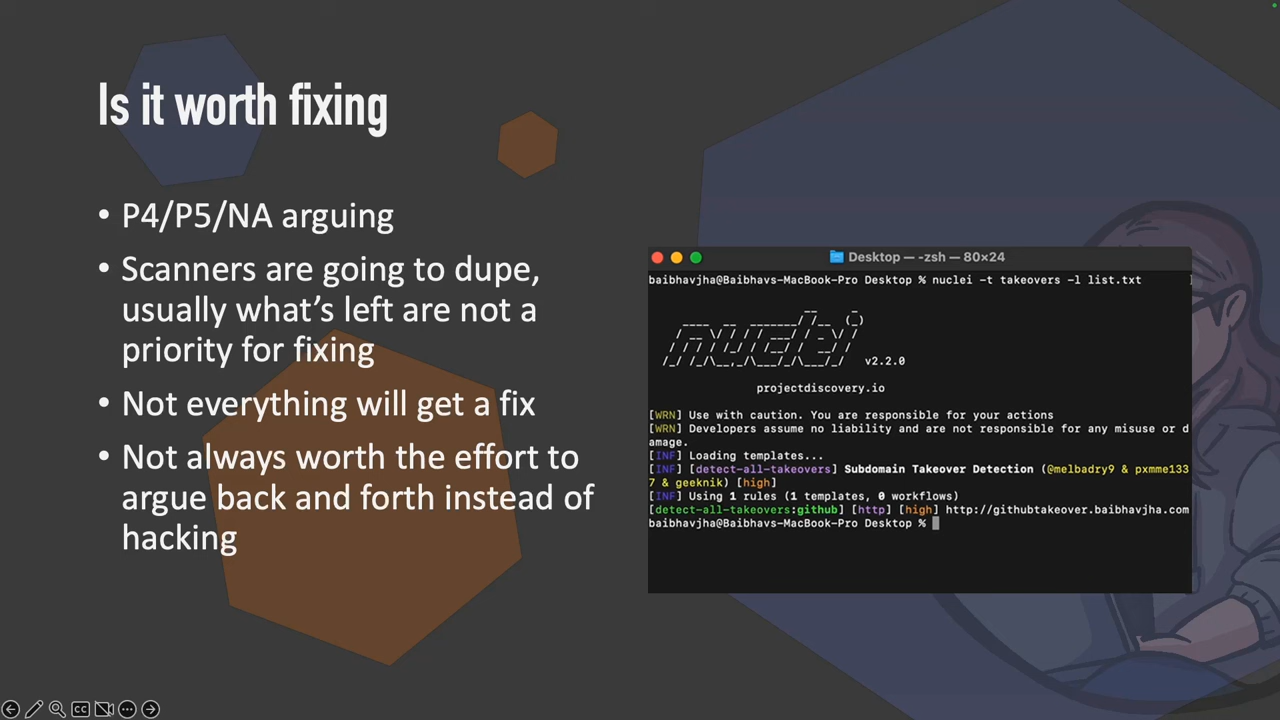 Is it worth fixing
• P4/P5/NA arguing
• Scanners are going to dupe,
usually what's left are not a
priority for fixing
• Not everything will get a fix
• Not always worth the effort to
argue back and forth instead of
hacking
Desktop — -zsh — 80×24
baibhavjha@Baibhavs-MacBook-Pro Desktop % nuclei -t takeovers -l list.txt ]
nuclei v2.2.0
projectdiscovery.io
[WRN] Use with caution. You are responsible for your actions
[WRN] Developers assume no liability and are not responsible for any misuse or d
amage.
[INF] Loading templates...
[INF] [detect-all-takeovers] Subdomain Takeover Detection (@melbadry9 & pxmme133
7 & geeknik) [high]
[INF] Using 1 rules (1 templates, 0 workflows)
[detect-all-takeovers:github] [http] [high] http://githubtakeover.baibhavjha.com
baibhavjha@Baibhavs-MacBook-Pro Desktop %
CC